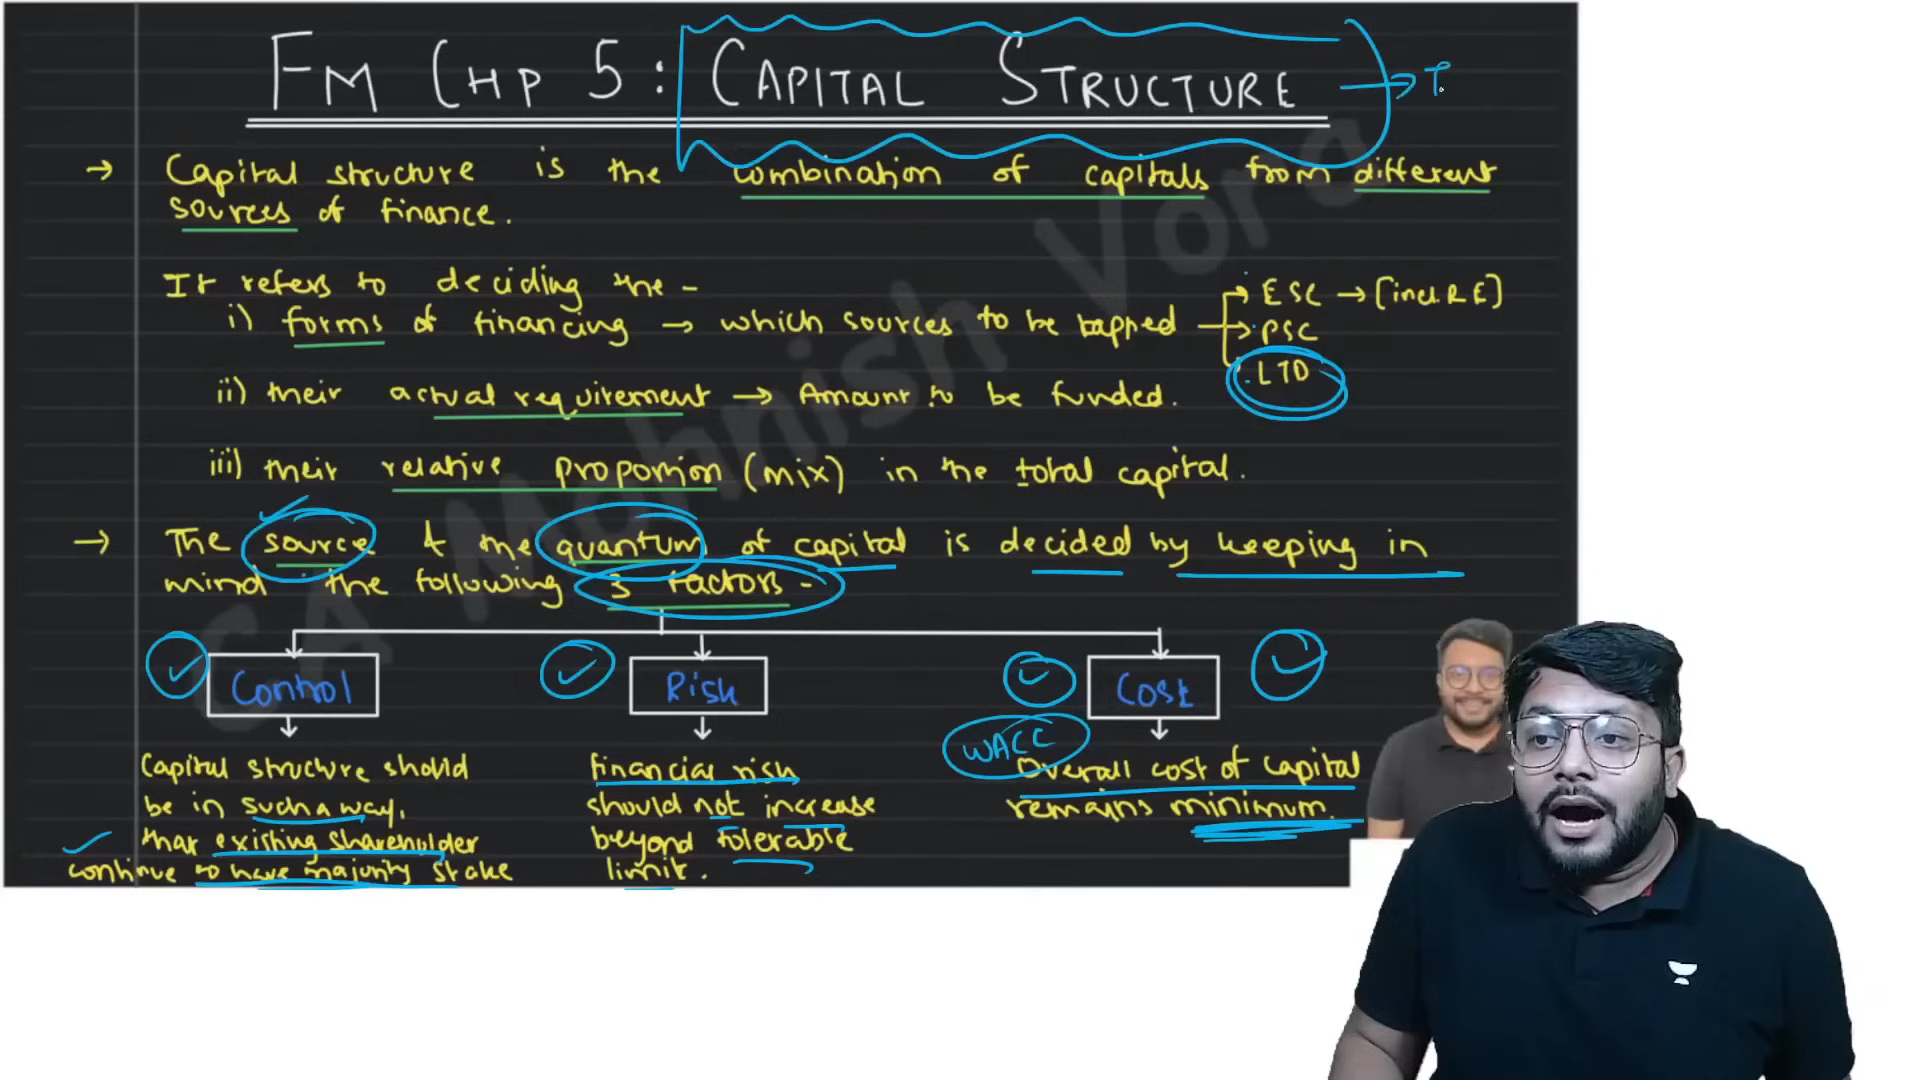 FM CHP 5: CAPITAL STRUCTURE → T
→ Capital structure is the combination of capitals from different
sources of finance.
It refers to deciding the -
i) forms of financing → which sources to be tapped
→ ESC → [incl. RE]
→ PSC
LTD
ii) their actual requirement → Amount to be funded.
iii) their relative proportion (mix) in the total capital.
→ The source & the quantum of capital is decided by keeping in
mind the following 3 factors -
Control
Risk
Cost
WACC
Capital structure should
be in such a way,
that existing shareholder
continue to have majority stake
financial risk
should not increase
beyond tolerable
limit.
Overall cost of capital
remains minimum.
CA Mohnish Vora